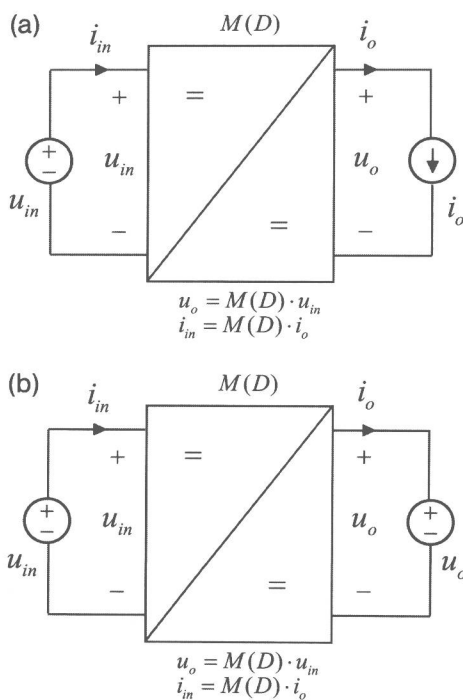 (a)
M(D)
i_in
i_o
+
=
+
+
−
u_in
u_o
u_in
i_o
−
=
−
u_o = M(D) · u_in
i_in = M(D) · i_o
(b)
M(D)
i_in
i_o
+
=
+
+
−
u_in
u_o
+
−
u_in
u_o
−
=
−
u_o = M(D) · u_in
i_in = M(D) · i_o